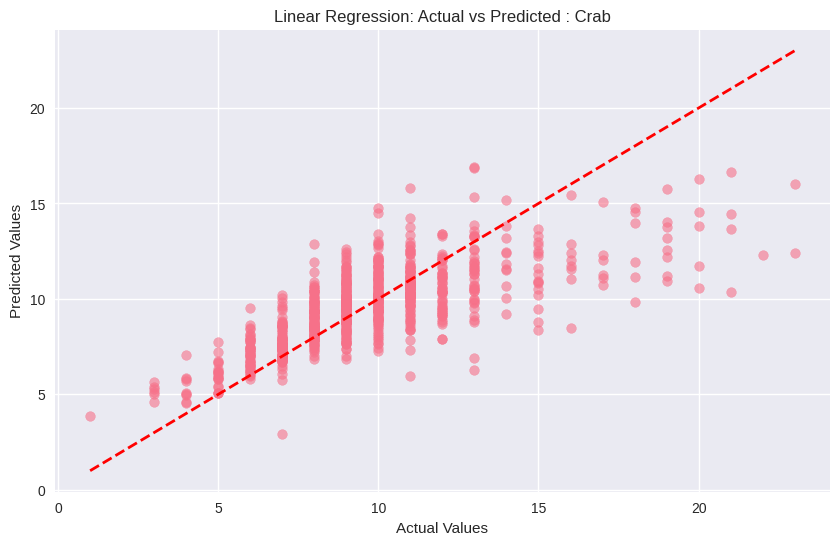 Linear Regression: Actual vs Predicted : Crab
Predicted Values
20
15
10
5
0
0 5 10 15 20
Actual Values